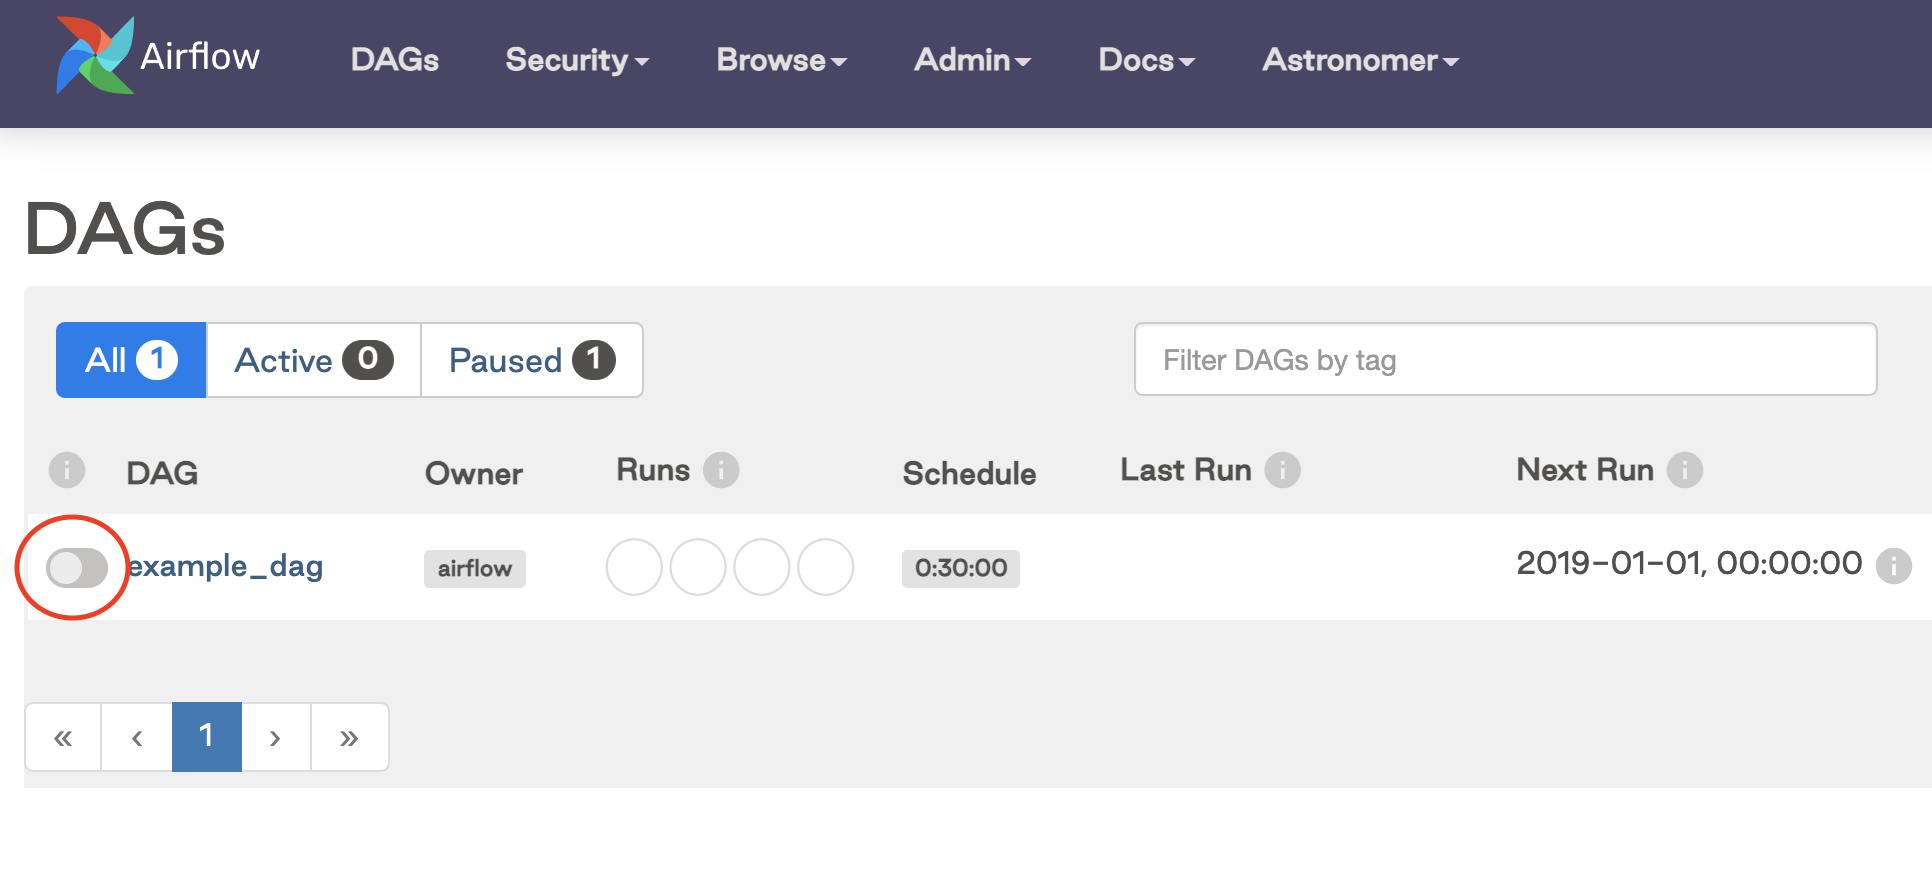 Airflow DAGs Security Browse Admin Docs Astronomer
DAGs
All 1 Active 0 Paused 1 Filter DAGs by tag
i DAG Owner Runs i Schedule Last Run i Next Run i
example_dag airflow 0:30:00 2019-01-01, 00:00:00 i
« ‹ 1 › »